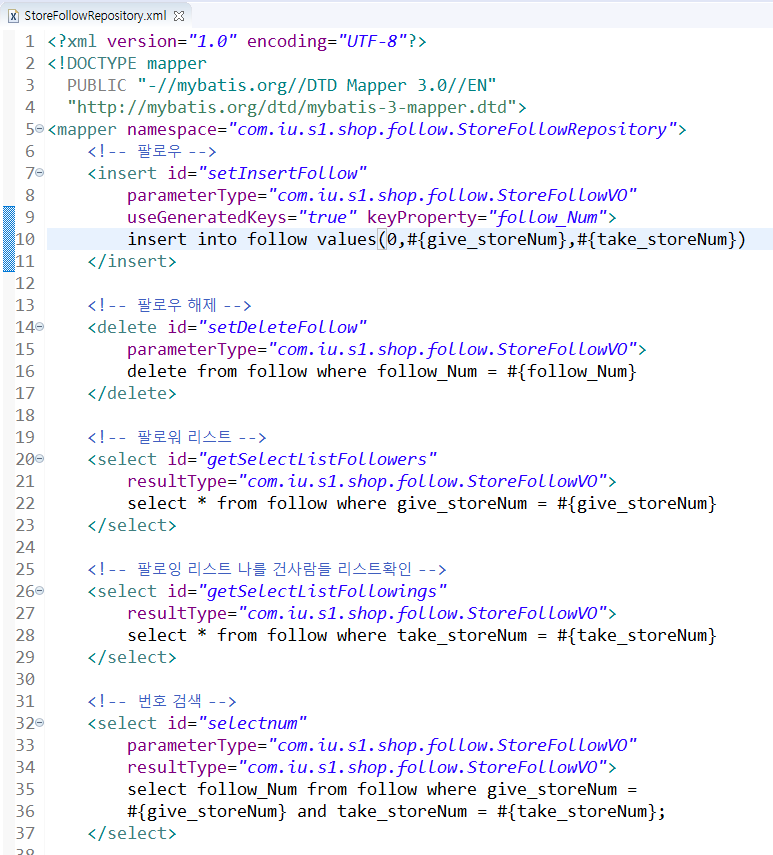 StoreFollowRepository.xml
1 <?xml version="1.0" encoding="UTF-8"?>
2 <!DOCTYPE mapper
3 PUBLIC "-//mybatis.org//DTD Mapper 3.0//EN"
4 "http://mybatis.org/dtd/mybatis-3-mapper.dtd">
5 <mapper namespace="com.iu.s1.shop.follow.StoreFollowRepository">
6 <!-- 팔로우 -->
7 <insert id="setInsertFollow"
8 parameterType="com.iu.s1.shop.follow.StoreFollowVO"
9 useGeneratedKeys="true" keyProperty="follow_Num">
10 insert into follow values(0,#{give_storeNum},#{take_storeNum})
11 </insert>
12
13 <!-- 팔로우 해제 -->
14 <delete id="setDeleteFollow"
15 parameterType="com.iu.s1.shop.follow.StoreFollowVO">
16 delete from follow where follow_Num = #{follow_Num}
17 </delete>
18
19 <!-- 팔로워 리스트 -->
20 <select id="getSelectListFollowers"
21 resultType="com.iu.s1.shop.follow.StoreFollowVO">
22 select * from follow where give_storeNum = #{give_storeNum}
23 </select>
24
25 <!-- 팔로잉 리스트 나를 건사람들 리스트확인 -->
26 <select id="getSelectListFollowings"
27 resultType="com.iu.s1.shop.follow.StoreFollowVO">
28 select * from follow where take_storeNum = #{take_storeNum}
29 </select>
30
31 <!-- 번호 검색 -->
32 <select id="selectnum"
33 parameterType="com.iu.s1.shop.follow.StoreFollowVO"
34 resultType="com.iu.s1.shop.follow.StoreFollowVO">
35 select follow_Num from follow where give_storeNum =
36 #{give_storeNum} and take_storeNum = #{take_storeNum};
37 </select>
38